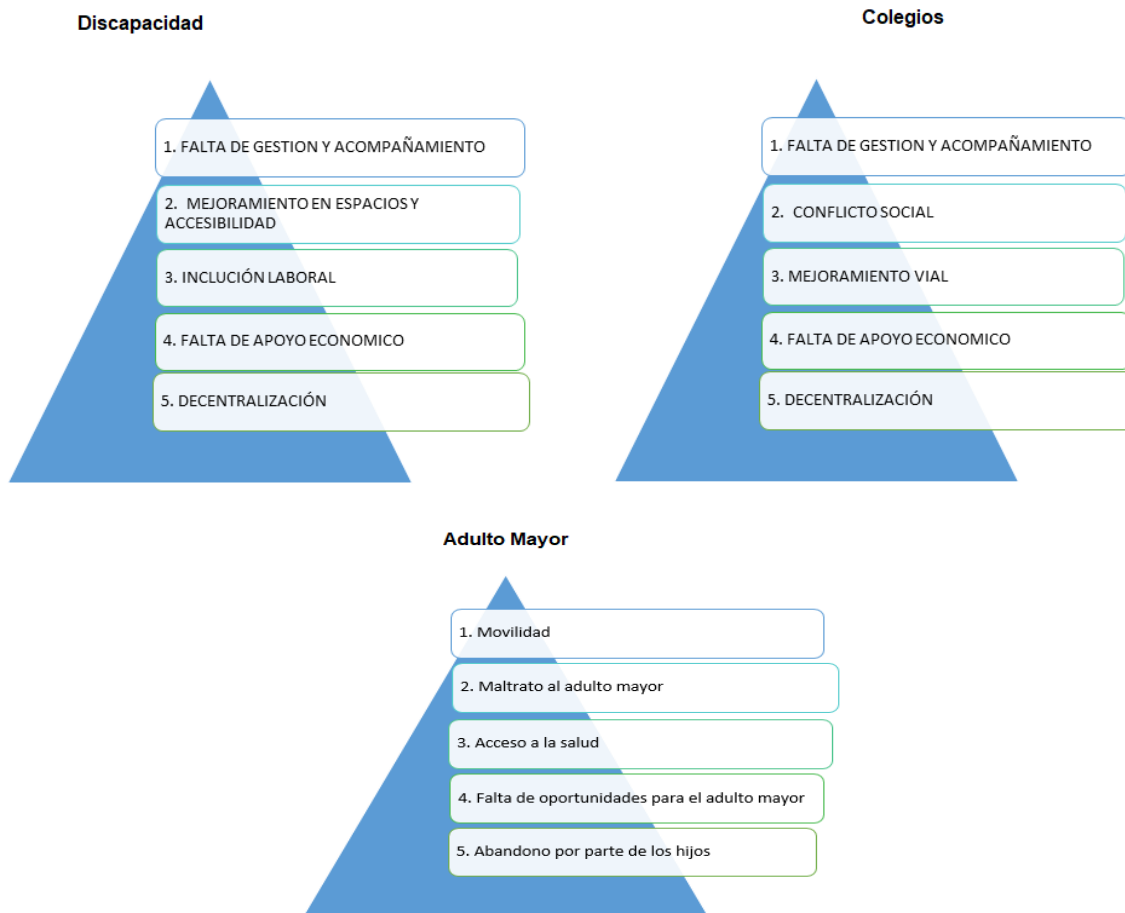 Discapacidad
1. FALTA DE GESTION Y ACOMPAÑAMIENTO
2. MEJORAMIENTO EN ESPACIOS Y
ACCESIBILIDAD
3. INCLUCIÓN LABORAL
4. FALTA DE APOYO ECONOMICO
5. DECENTRALIZACIÓN
Colegios
1. FALTA DE GESTION Y ACOMPAÑAMIENTO
2. CONFLICTO SOCIAL
3. MEJORAMIENTO VIAL
4. FALTA DE APOYO ECONOMICO
5. DECENTRALIZACIÓN
Adulto Mayor
1. Movilidad
2. Maltrato al adulto mayor
3. Acceso a la salud
4. Falta de oportunidades para el adulto mayor
5. Abandono por parte de los hijos